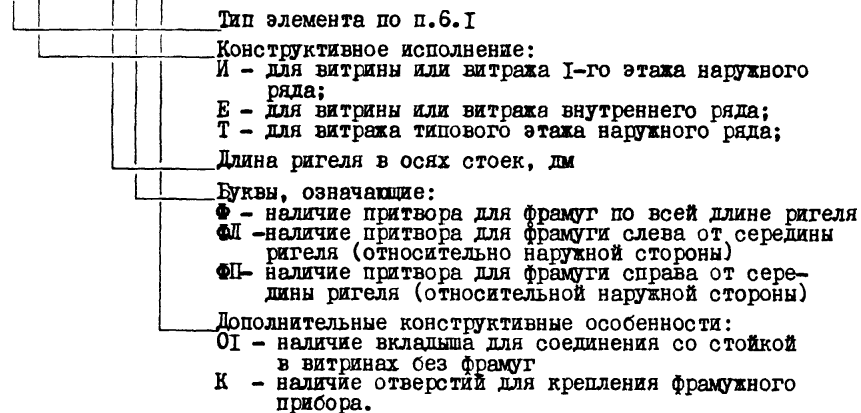 Тип элемента по п.6.I
Конструктивное исполнение:
И – для витрины или витража I-го этажа наружного
ряда;
Е – для витрины или витража внутреннего ряда;
Т – для витража типового этажа наружного ряда;
Длина ригеля в осях стоек, дм
Буквы, означающие:
Ф – наличие притвора для фрамуг по всей длине ригеля
ФЛ –наличие притвора для фрамуги слева от середины
ригеля (относительно наружной стороны)
ФП– наличие притвора для фрамуги справа от сере–
дины ригеля (относительной наружной стороны)
Дополнительные конструктивные особенности:
ОI – наличие вкладыша для соединения со стойкой
в витринах без фрамуг
К – наличие отверстий для крепления фрамужного
прибора.